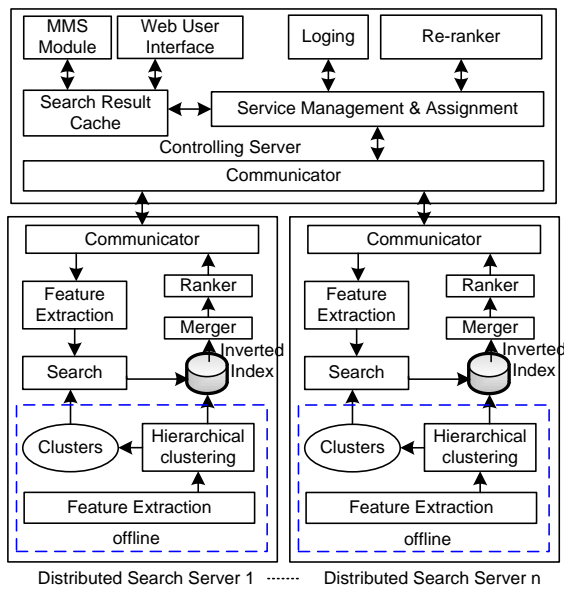 MMS
Module
Web User
Interface
Loging
Re-ranker
Search Result
Cache
Service Management & Assignment
Controlling Server
Communicator
Communicator
Feature
Extraction
Ranker
Merger
Inverted
Index
Search
Clusters
Hierarchical
clustering
Feature Extraction
offline
Communicator
Feature
Extraction
Ranker
Merger
Inverted
Index
Search
Clusters
Hierarchical
clustering
Feature Extraction
offline
Distributed Search Server 1 ······· Distributed Search Server n